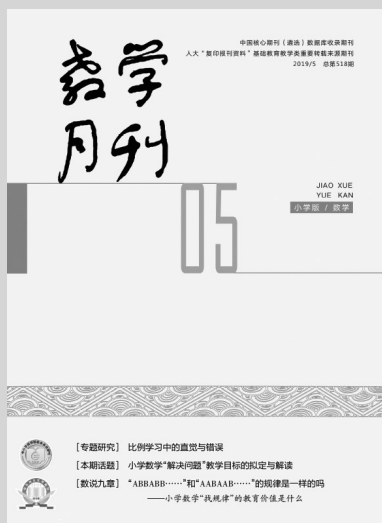 中国核心期刊（遴选）数据库收录期刊
人大“复印报刊资料”基础教育教学类重要转载来源期刊
2019/5 总第518期
教学
月刊
JIAO XUE
YUE KAN
小学版 / 数学
05
[专题研究] 比例学习中的直觉与错误
[本期话题] 小学数学“解决问题”教学目标的拟定与解读
[数说九章] “ABBABB……”和“AABAAB……”的规律是一样的吗
——小学数学“找规律”的教育价值是什么